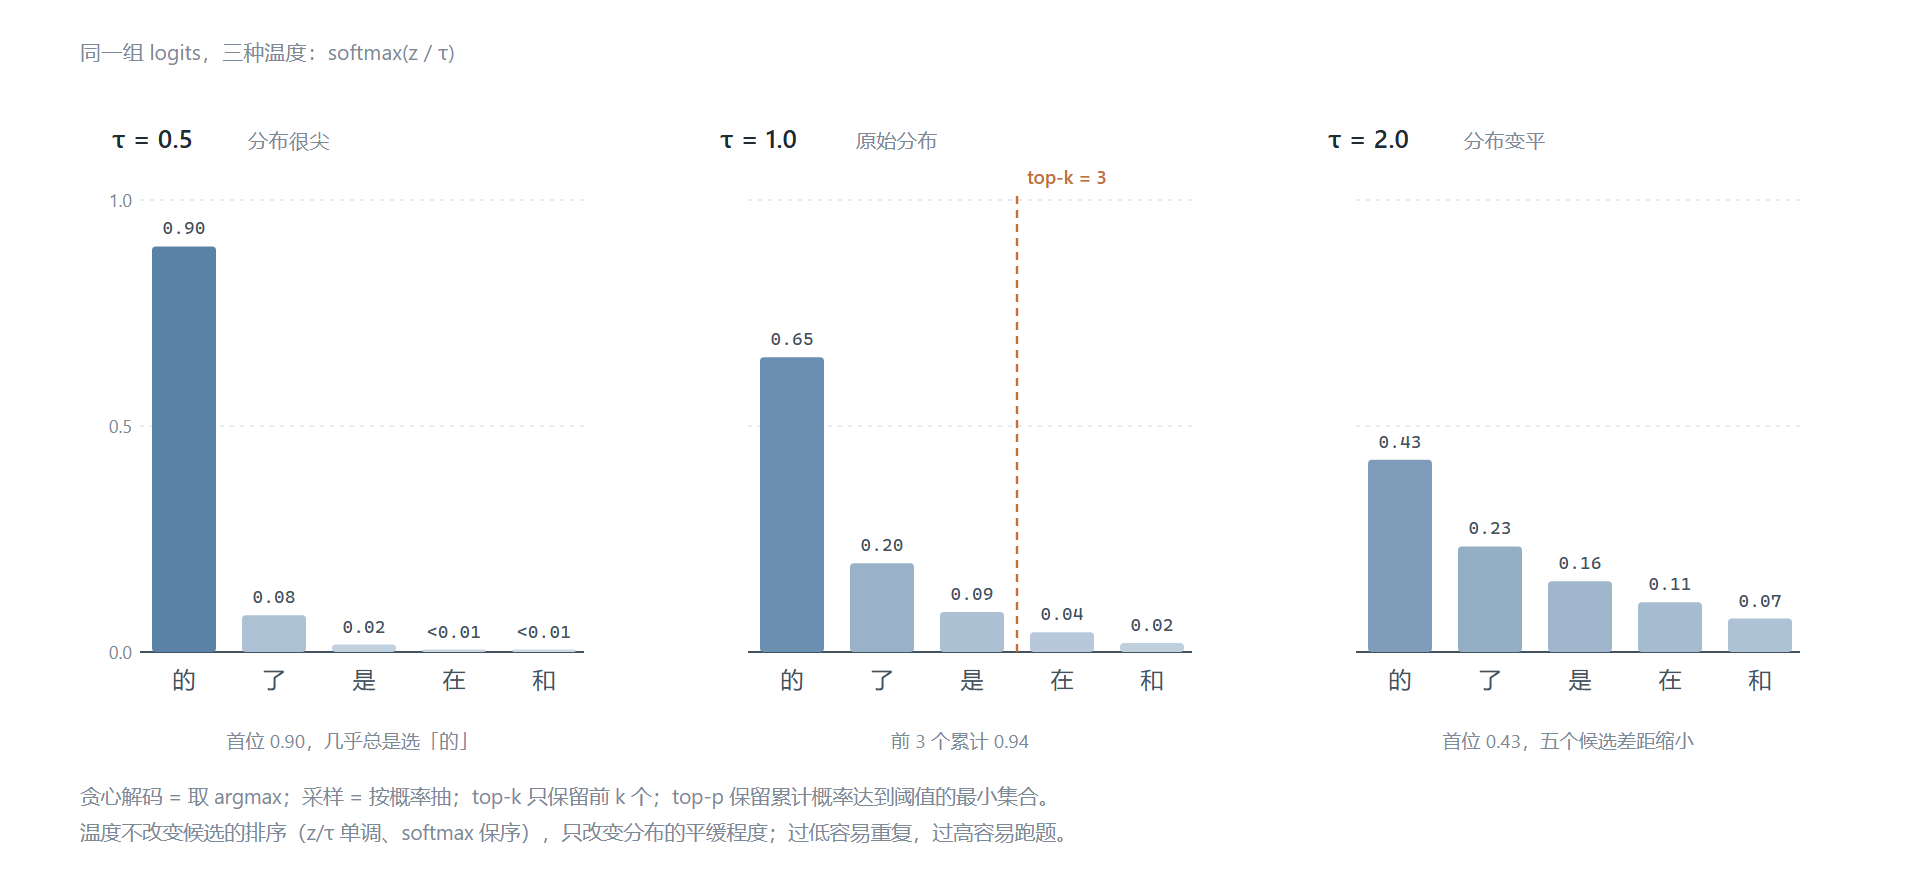 同一组 logits，三种温度：softmax(z / τ)
τ = 0.5 分布很尖
1.0
0.5
0.0
0.90
0.08
0.02
<0.01
<0.01
的 了 是 在 和
首位 0.90，几乎总是选「的」
τ = 1.0 原始分布
top-k = 3
0.65
0.20
0.09
0.04
0.02
的 了 是 在 和
前 3 个累计 0.94
τ = 2.0 分布变平
0.43
0.23
0.16
0.11
0.07
的 了 是 在 和
首位 0.43，五个候选差距缩小
贪心解码 = 取 argmax；采样 = 按概率抽；top-k 只保留前 k 个；top-p 保留累计概率达到阈值的最小集合。
温度不改变候选的排序（z/τ 单调、softmax 保序），只改变分布的平缓程度；过低容易重复，过高容易跑题。